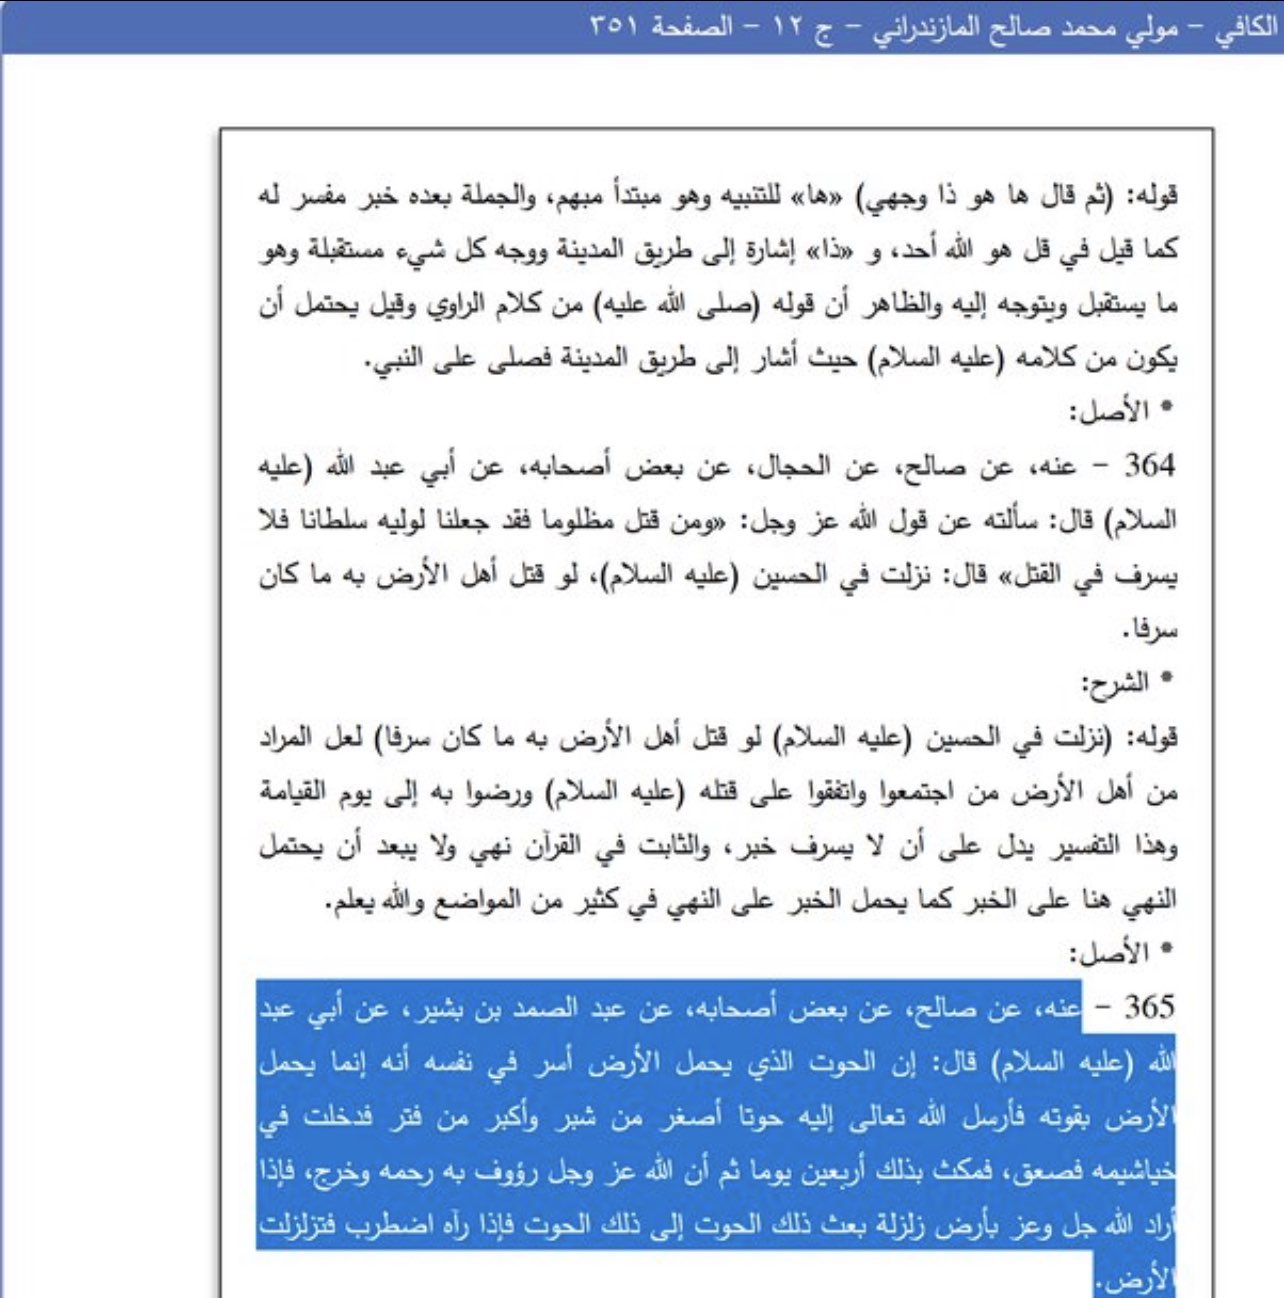 الكافي - مولي محمد صالح المازندراني - ج ١٢ - الصفحة ٣٥١
قوله: (ثم قال ها هو ذا وجهي) «ها» للتنبيه وهو مبتدأ مبهم، والجملة بعده خبر مفسر له
كما قيل في قل هو الله أحد، و «ذا» إشارة إلى طريق المدينة ووجه كل شيء مستقبلة وهو
ما يستقبل ويتوجه إليه والظاهر أن قوله (صلى الله عليه) من كلام الراوي وقيل يحتمل أن
يكون من كلامه (عليه السلام) حيث أشار إلى طريق المدينة فصلى على النبي.
* الأصل:
364 - عنه، عن صالح، عن الحجال، عن بعض أصحابه، عن أبي عبد الله (عليه
السلام) قال: سألته عن قول الله عز وجل: «ومن قتل مظلوما فقد جعلنا لوليه سلطانا فلا
يسرف في القتل» قال: نزلت في الحسين (عليه السلام)، لو قتل أهل الأرض به ما كان
سرفا.
* الشرح:
قوله: (نزلت في الحسين (عليه السلام) لو قتل أهل الأرض به ما كان سرفا) لعل المراد
من أهل الأرض من اجتمعوا واتفقوا على قتله (عليه السلام) ورضوا به إلى يوم القيامة
وهذا التفسير يدل على أن لا يسرف خبر، والثابت في القرآن نهي ولا يبعد أن يحتمل
النهي هنا على الخبر كما يحمل الخبر على النهي في كثير من المواضع والله يعلم.
* الأصل:
365 - عنه، عن صالح، عن بعض أصحابه، عن عبد الصمد بن بشير، عن أبي عبد
الله (عليه السلام) قال: إن الحوت الذي يحمل الأرض أسر في نفسه أنه إنما يحمل
الأرض بقوته فأرسل الله تعالى إليه حوتا أصغر من شبر وأكبر من فتر فدخلت في
خياشيمه فصعق، فمكث بذلك أربعين يوما ثم أن الله عز وجل رؤوف به رحمه وخرج، فإذا
أراد الله جل وعز بأرض زلزلة بعث ذلك الحوت إلى ذلك الحوت فإذا رآه اضطرب فتزلزلت
الأرض.